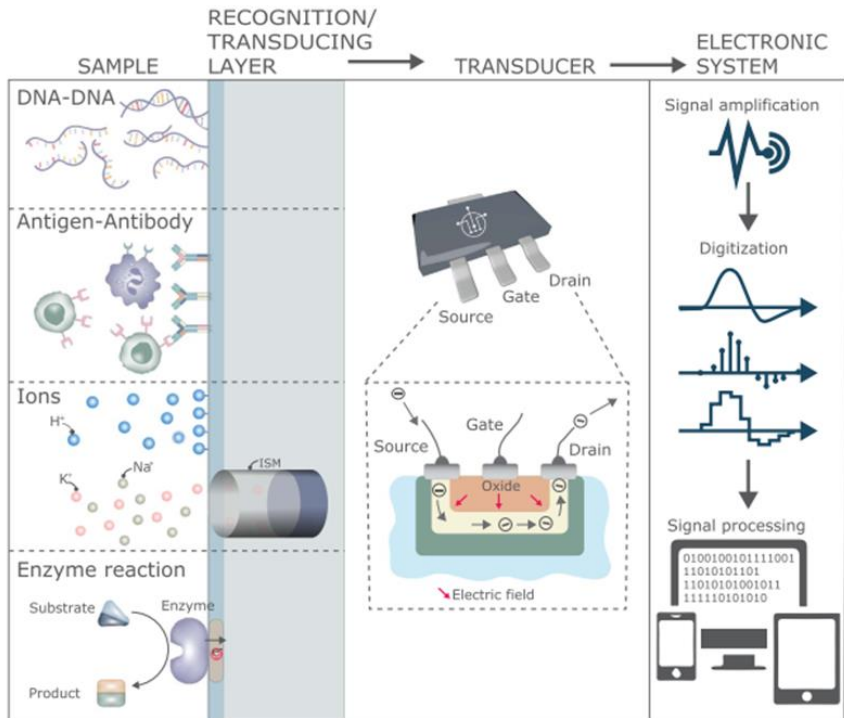 SAMPLE
RECOGNITION/
TRANSDUCING
LAYER
TRANSDUCER
ELECTRONIC
SYSTEM
DNA-DNA
Antigen-Antibody
Ions
H⁺
K⁺
Na⁺
ISM
Enzyme reaction
Substrate
Enzyme
Product
Source
Gate
Drain
Source
Gate
Drain
Oxide
Electric field
Signal amplification
Digitization
Signal processing
0100100101111001
11010101101
11010101001011
111110101010